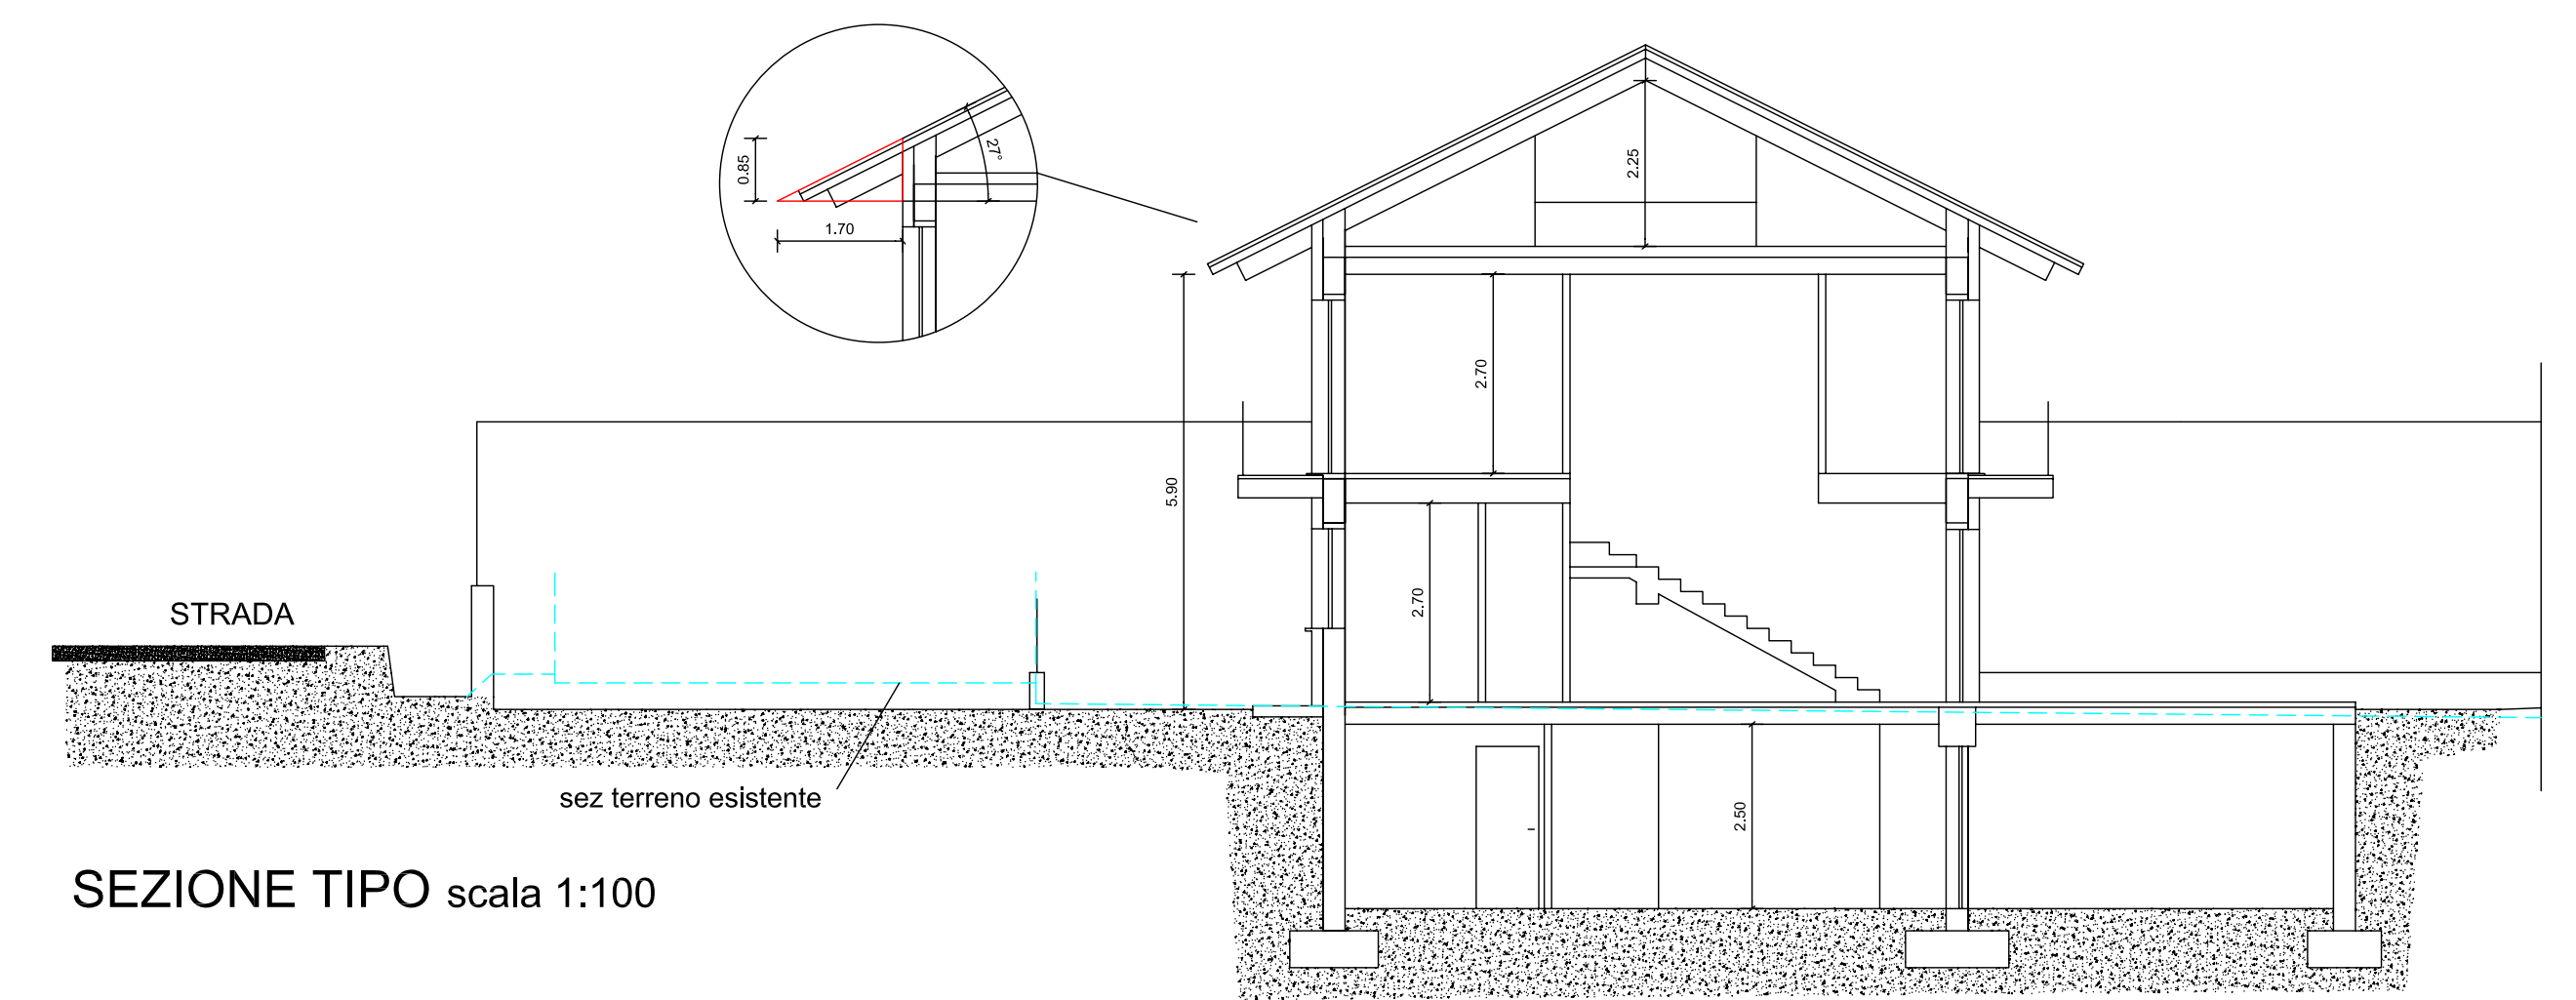 0.85
27°
1.70
2.25
2.70
5.90
2.70
STRADA
sez terreno esistente
2.50
SEZIONE TIPO scala 1:100